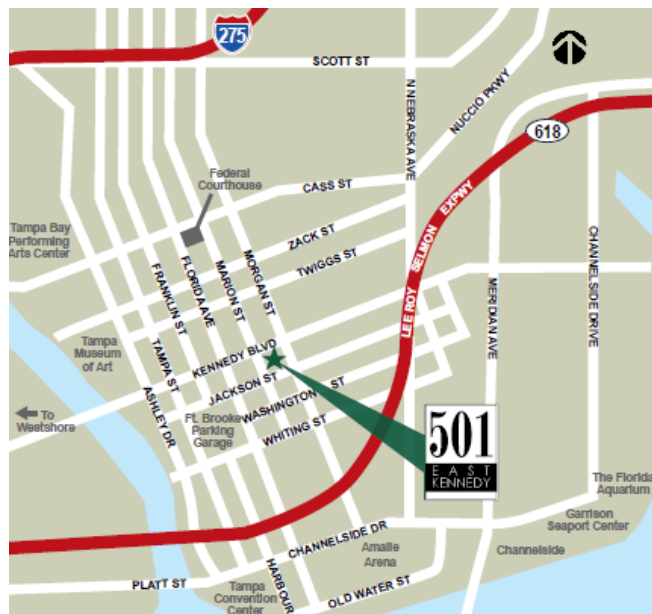 275
SCOTT ST
N NEBRASKA AVE
NUCCIO PKWY
618
Federal
Courthouse
CASS ST
Tampa Bay
Performing
Arts Center
ZACK ST
TWIGGS ST
LEE ROY SELMON EXPWY
CHANNELSIDE DRIVE
MERIDIAN AVE
MORGAN ST
MARION ST
FLORIDA AVE
FRANKLIN ST
TAMPA ST
ASHLEY DR
Tampa
Museum
of Art
KENNEDY BLVD
JACKSON ST
WASHINGTON ST
WHITING ST
To
Westshore
Ft. Brooke
Parking
Garage
501
EAST
KENNEDY
The Florida
Aquarium
Garrison
Seaport Center
CHANNELSIDE DR
Amalie
Arena
Channelside
PLATT ST
Tampa
Convention
Center
HARBOUR
OLD WATER ST